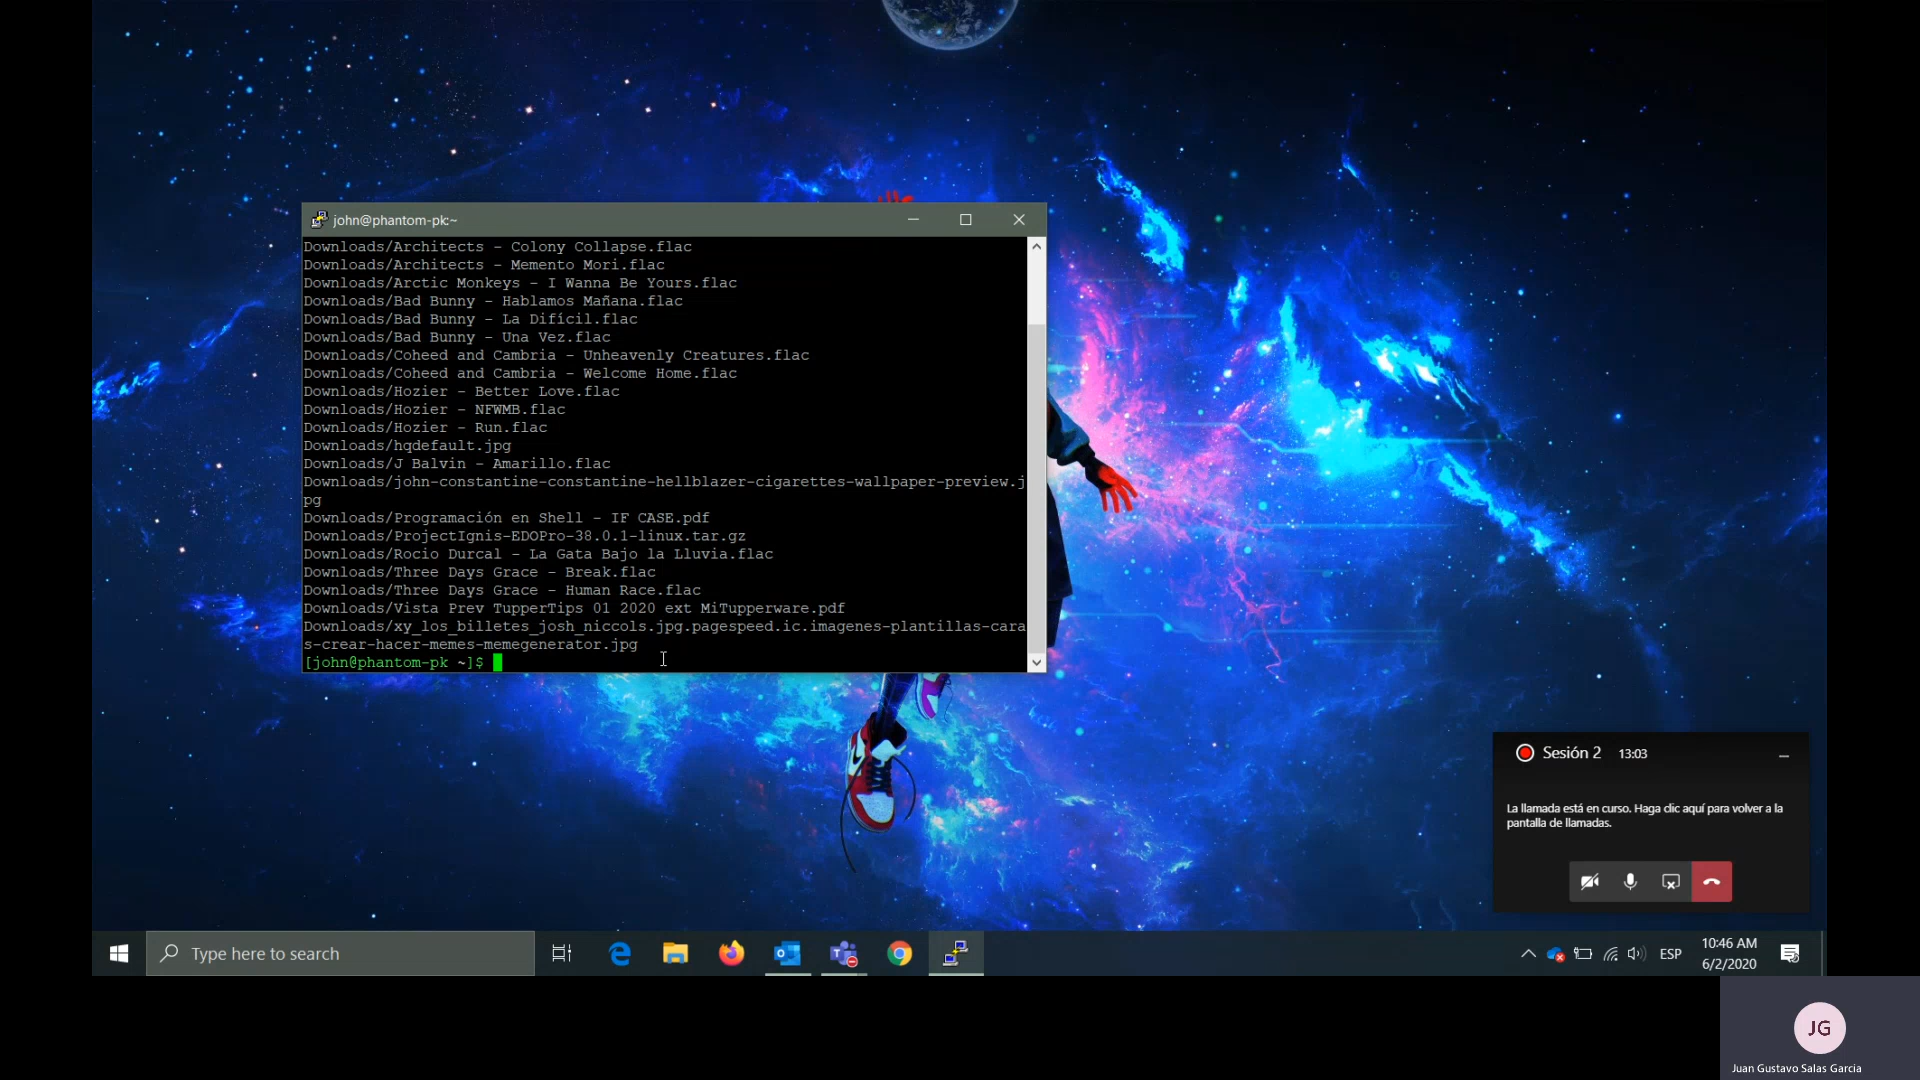 john@phantom-pk:~
Downloads/Architects - Colony Collapse.flac
Downloads/Architects - Memento Mori.flac
Downloads/Arctic Monkeys - I Wanna Be Yours.flac
Downloads/Bad Bunny - Hablamos Mañana.flac
Downloads/Bad Bunny - La Difícil.flac
Downloads/Bad Bunny - Una Vez.flac
Downloads/Coheed and Cambria - Unheavenly Creatures.flac
Downloads/Coheed and Cambria - Welcome Home.flac
Downloads/Hozier - Better Love.flac
Downloads/Hozier - NFWMB.flac
Downloads/Hozier - Run.flac
Downloads/hqdefault.jpg
Downloads/J Balvin - Amarillo.flac
Downloads/john-constantine-constantine-hellblazer-cigarettes-wallpaper-preview.j
pg
Downloads/Programación en Shell - IF CASE.pdf
Downloads/ProjectIgnis-EDOPro-38.0.1-linux.tar.gz
Downloads/Rocio Durcal - La Gata Bajo la Lluvia.flac
Downloads/Three Days Grace - Break.flac
Downloads/Three Days Grace - Human Race.flac
Downloads/Vista Prev TupperTips 01 2020 ext MiTupperware.pdf
Downloads/xy_los_billetes_josh_niccols.jpg.pagespeed.ic.imagenes-plantillas-cara
s-crear-hacer-memes-memegenerator.jpg
[john@phantom-pk ~]$
Sesión 2 13:03
La llamada está en curso. Haga clic aquí para volver a la
pantalla de llamadas.
Type here to search
ESP
10:46 AM
6/2/2020
JG
Juan Gustavo Salas Garcia